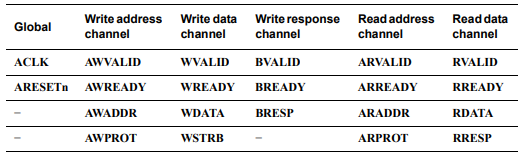 Global Write address channel Write data channel Write response channel Read address channel Read data channel
ACLK AWVALID WVALID BVALID ARVALID RVALID
ARESETn AWREADY WREADY BREADY ARREADY RREADY
– AWADDR WDATA BRESP ARADDR RDATA
– AWPROT WSTRB – ARPROT RRESP